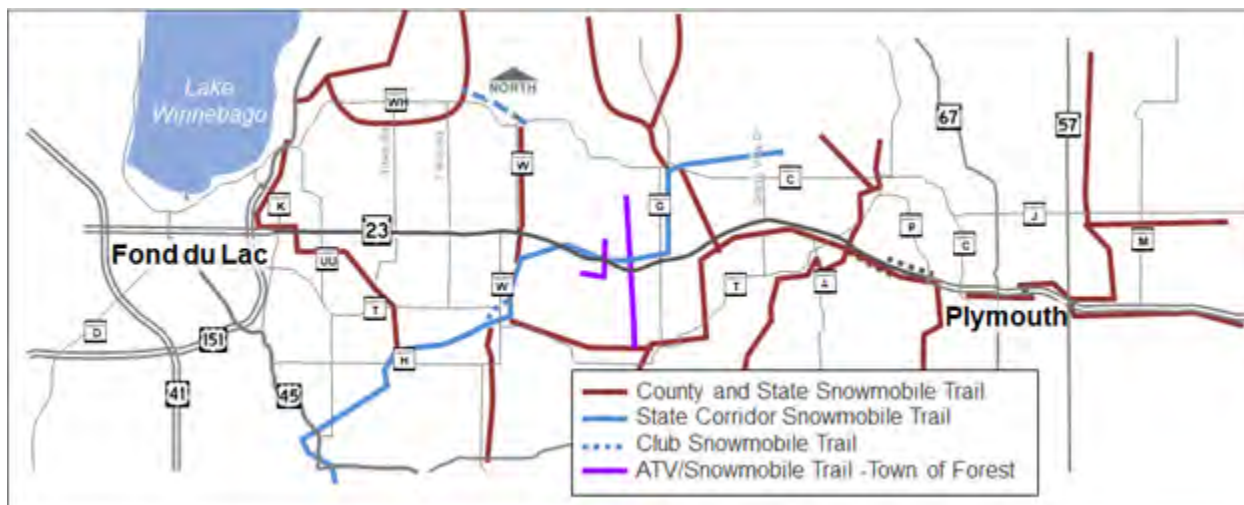 Lake
Winnebago
NORTH
WH
67
57
W
K
C
G
J
23
P
Fond du Lac
UU
C
M
W
T
T
A
Plymouth
D
151
H
41
45
County and State Snowmobile Trail
State Corridor Snowmobile Trail
Club Snowmobile Trail
ATV/Snowmobile Trail -Town of Forest